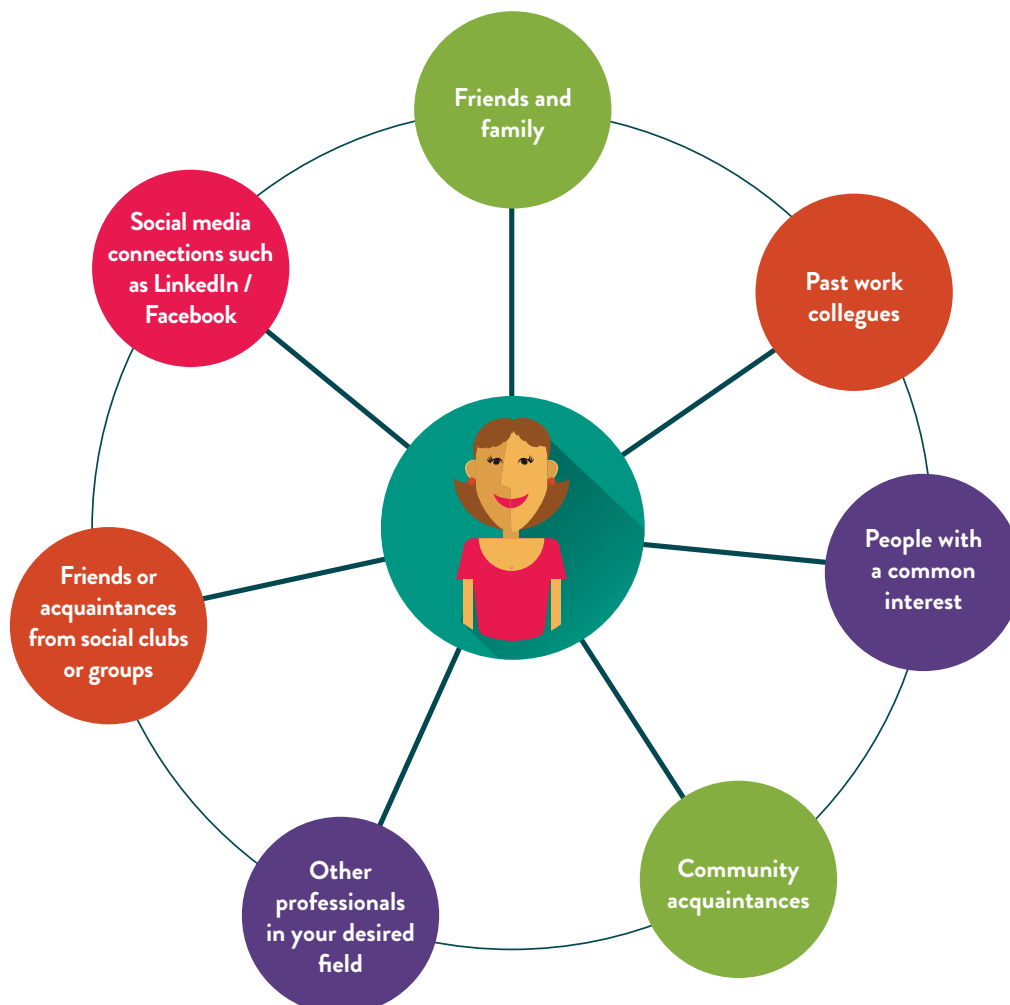 Friends and
family
Past work
collegues
People with
a common
interest
Community
acquaintances
Other
professionals
in your desired
field
Friends or
acquaintances
from social clubs
or groups
Social media
connections such
as LinkedIn /
Facebook